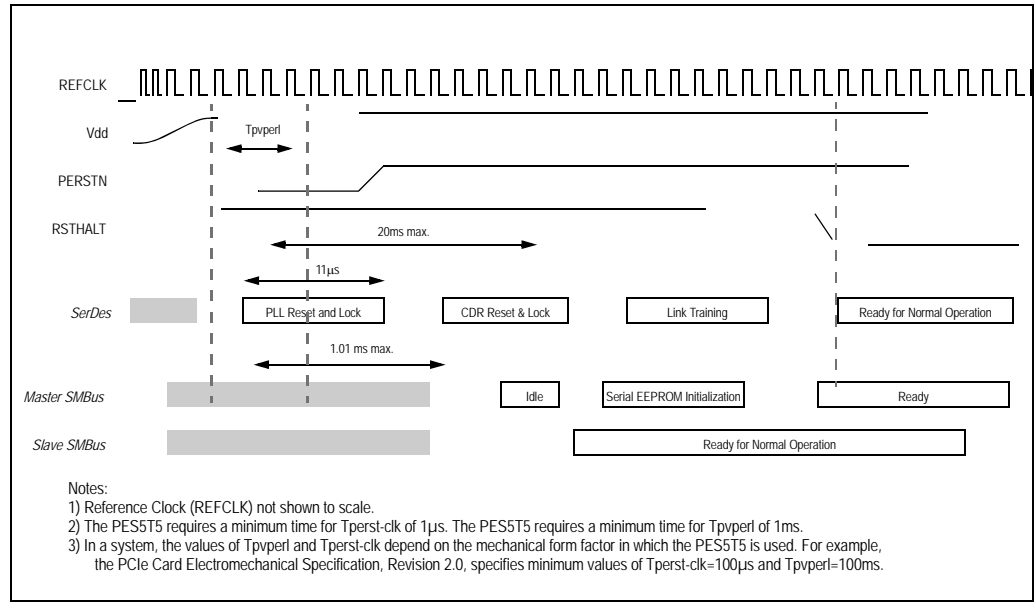 REFCLK
Vdd
Tpvperl
PERSTN
RSTHALT
20ms max.
11μs
SerDes
PLL Reset and Lock
CDR Reset & Lock
Link Training
Ready for Normal Operation
1.01 ms max.
Master SMBus
Idle
Serial EEPROM Initialization
Ready
Slave SMBus
Ready for Normal Operation
Notes:
1) Reference Clock (REFCLK) not shown to scale.
2) The PES5T5 requires a minimum time for Tperst-clk of 1μs. The PES5T5 requires a minimum time for Tpvperl of 1ms.
3) In a system, the values of Tpvperl and Tperst-clk depend on the mechanical form factor in which the PES5T5 is used. For example,
the PCIe Card Electromechanical Specification, Revision 2.0, specifies minimum values of Tperst-clk=100μs and Tpvperl=100ms.